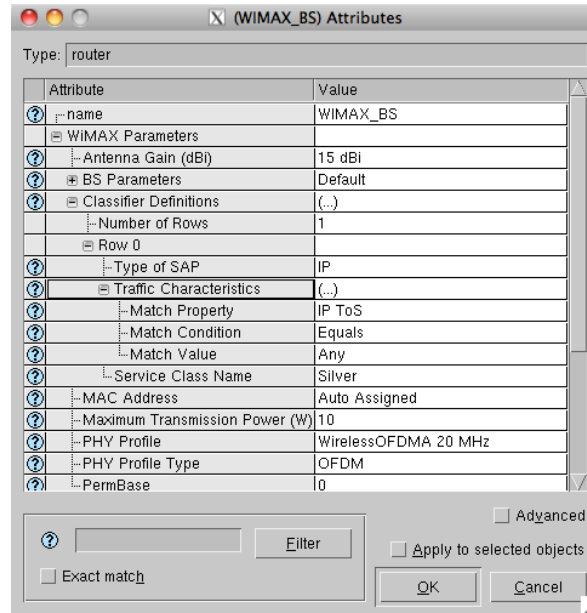 (WIMAX_BS) Attributes
Type: router
Attribute Value
name WIMAX_BS
WiMAX Parameters
Antenna Gain (dBi) 15 dBi
BS Parameters Default
Classifier Definitions (...)
Number of Rows 1
Row 0
Type of SAP IP
Traffic Characteristics (...)
Match Property IP ToS
Match Condition Equals
Match Value Any
Service Class Name Silver
MAC Address Auto Assigned
Maximum Transmission Power (W) 10
PHY Profile WirelessOFDMA 20 MHz
PHY Profile Type OFDM
PermBase 0
Advanced
Filter
Apply to selected objects
Exact match
OK Cancel